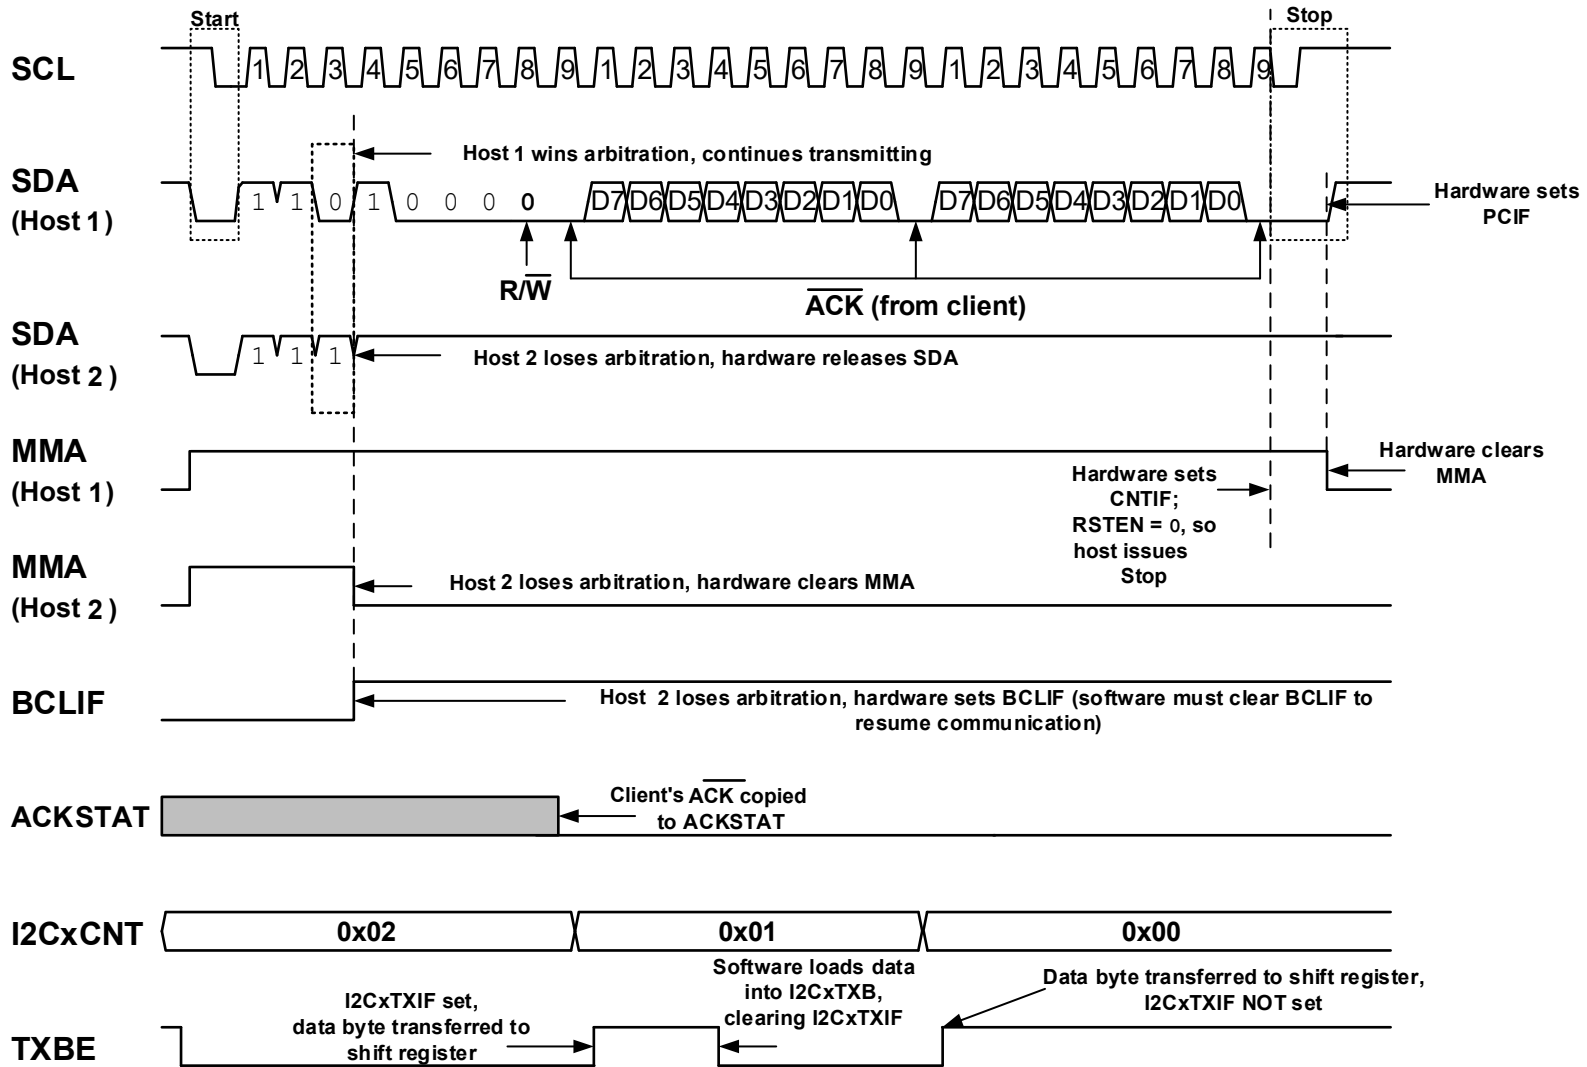 Start
Stop
SCL
1 2 3 4 5 6 7 8 9 1 2 3 4 5 6 7 8 9 1 2 3 4 5 6 7 8 9
Host 1 wins arbitration, continues transmitting
SDA
(Host 1)
1 1 0 1 0 0 0 0
D7 D6 D5 D4 D3 D2 D1 D0
D7 D6 D5 D4 D3 D2 D1 D0
Hardware sets
PCIF
R/W̅
A̅C̅K̅ (from client)
SDA
(Host 2)
1 1 1
Host 2 loses arbitration, hardware releases SDA
MMA
(Host 1)
Hardware clears
MMA
Hardware sets
CNTIF;
RSTEN = 0, so
host issues
Stop
MMA
(Host 2)
Host 2 loses arbitration, hardware clears MMA
BCLIF
Host 2 loses arbitration, hardware sets BCLIF (software must clear BCLIF to
resume communication)
ACKSTAT
Client's A̅C̅K̅ copied
to ACKSTAT
I2CxCNT
0x02
0x01
0x00
TXBE
I2CxTXIF set,
data byte transferred to
shift register
Software loads data
into I2CxTXB,
clearing I2CxTXIF
Data byte transferred to shift register,
I2CxTXIF NOT set